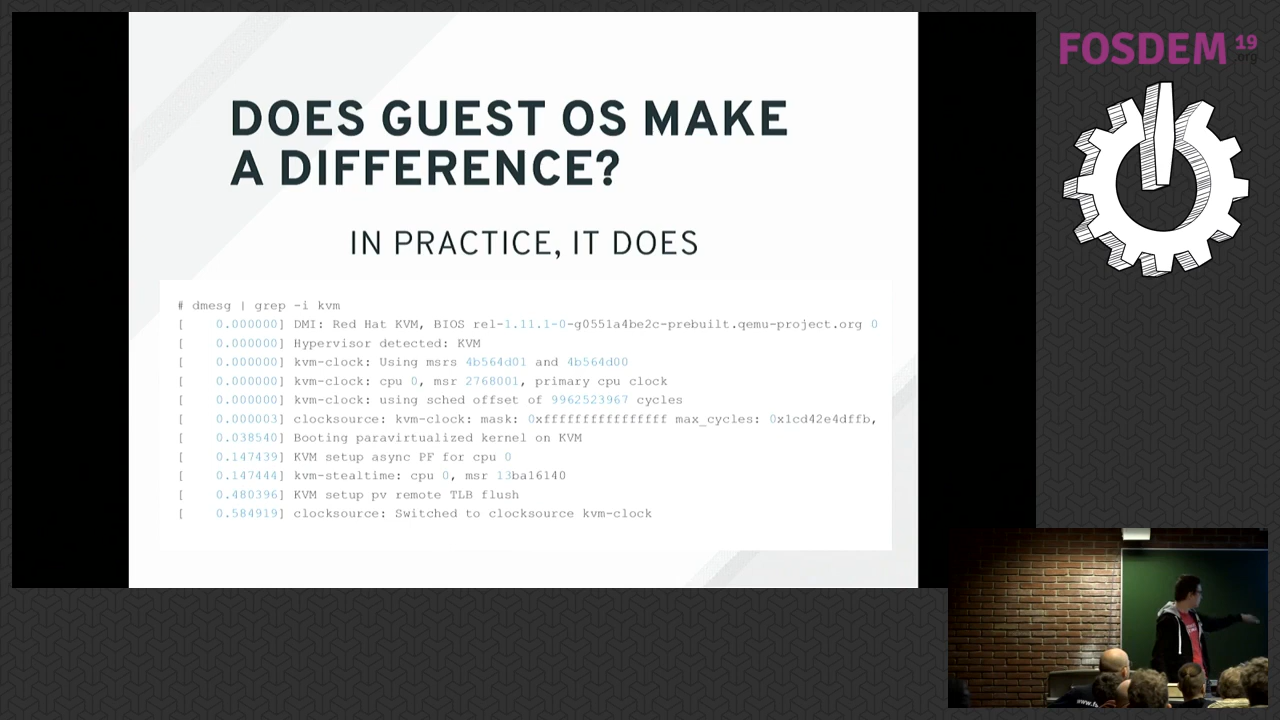 DOES GUEST OS MAKE
A DIFFERENCE?
IN PRACTICE, IT DOES
# dmesg | grep -i kvm
[    0.000000] DMI: Red Hat KVM, BIOS rel-1.11.1-0-g0551a4be2c-prebuilt.qemu-project.org 0
[    0.000000] Hypervisor detected: KVM
[    0.000000] kvm-clock: Using msrs 4b564d01 and 4b564d00
[    0.000000] kvm-clock: cpu 0, msr 2768001, primary cpu clock
[    0.000000] kvm-clock: using sched offset of 9962523967 cycles
[    0.000003] clocksource: kvm-clock: mask: 0xffffffffffffffff max_cycles: 0x1cd42e4dffb,
[    0.038540] Booting paravirtualized kernel on KVM
[    0.147439] KVM setup async PF for cpu 0
[    0.147444] kvm-stealtime: cpu 0, msr 13ba16140
[    0.480396] KVM setup pv remote TLB flush
[    0.584919] clocksource: Switched to clocksource kvm-clock
FOSDEM 19
.org